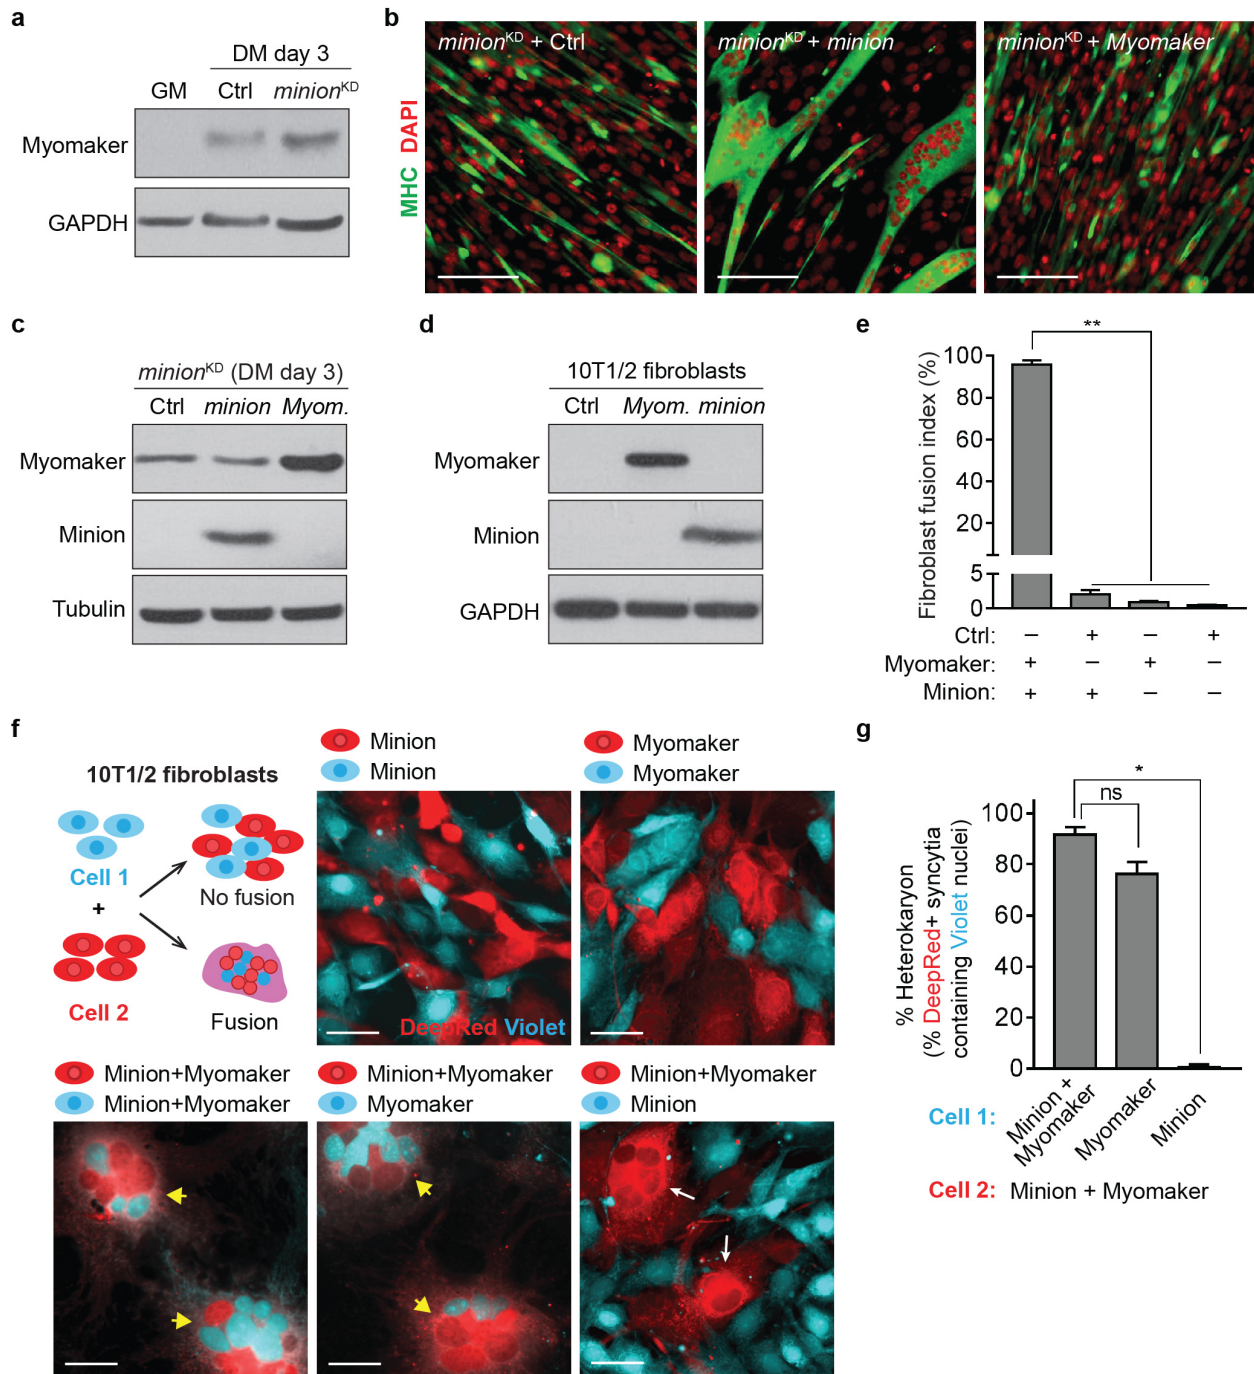 a
DM day 3
GM Ctrl minionKD
Myomaker
GAPDH
b
MHC DAPI
minionKD + Ctrl
minionKD + minion
minionKD + Myomaker
c
minionKD (DM day 3)
Ctrl minion Myom.
Myomaker
Minion
Tubulin
d
10T1/2 fibroblasts
Ctrl Myom. minion
Myomaker
Minion
GAPDH
e
**
Fibroblast fusion index (%)
100
80
60
40
20
5
0
Ctrl: – + – +
Myomaker: + – + –
Minion: + + – –
f
10T1/2 fibroblasts
Cell 1
+
Cell 2
No fusion
Fusion
Minion
Minion
DeepRed Violet
Myomaker
Myomaker
Minion+Myomaker
Minion+Myomaker
Minion+Myomaker
Myomaker
Minion+Myomaker
Minion
g
*
ns
% Heterokaryon
(% DeepRed+ syncytia
containing Violet nuclei)
100
80
60
40
20
0
Cell 1:
Minion +
Myomaker
Myomaker
Minion
Cell 2: Minion + Myomaker